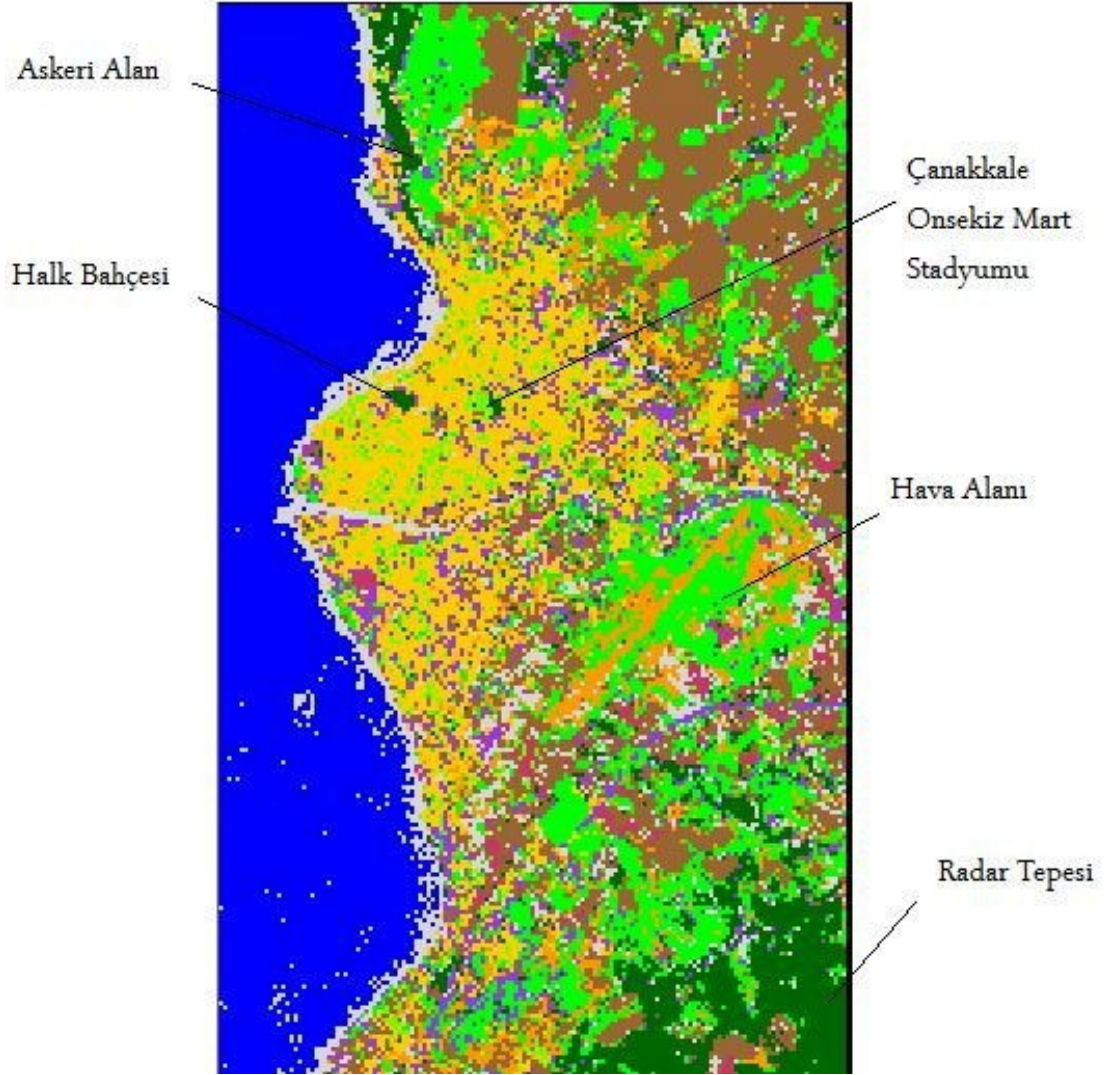 Askeri Alan
Halk Bahçesi
Çanakkale
Onsekiz Mart
Stadyumu
Hava Alanı
Radar Tepesi